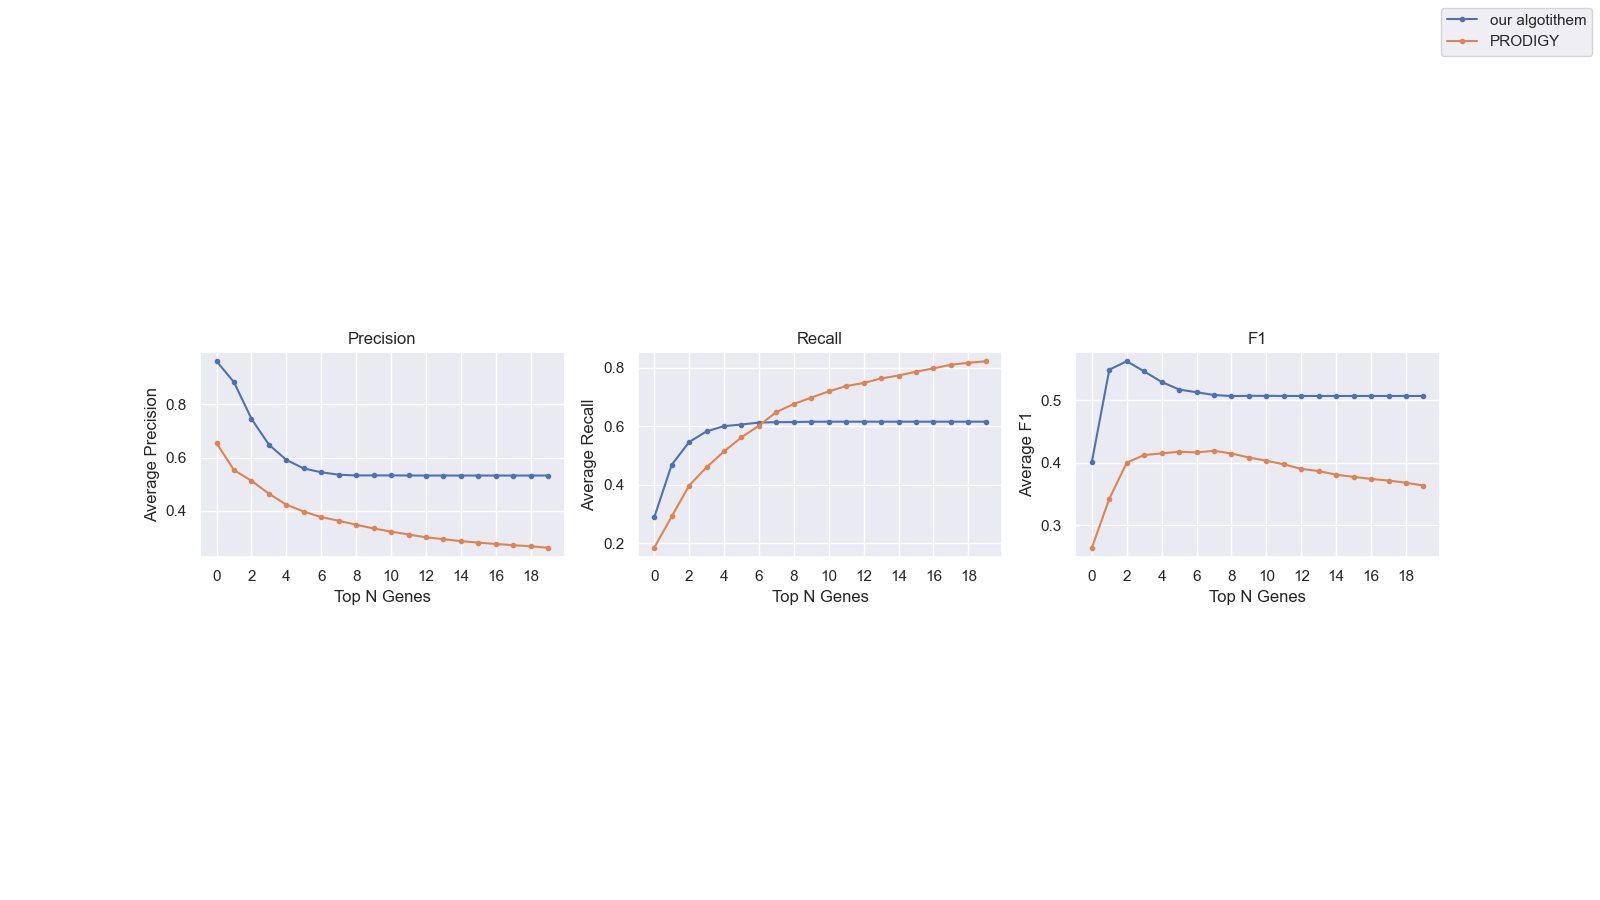 our algotithem
PRODIGY
Precision
Average Precision
0.8
0.6
0.4
0 2 4 6 8 10 12 14 16 18
Top N Genes
Recall
Average Recall
0.8
0.6
0.4
0.2
0 2 4 6 8 10 12 14 16 18
Top N Genes
F1
Average F1
0.5
0.4
0.3
0 2 4 6 8 10 12 14 16 18
Top N Genes